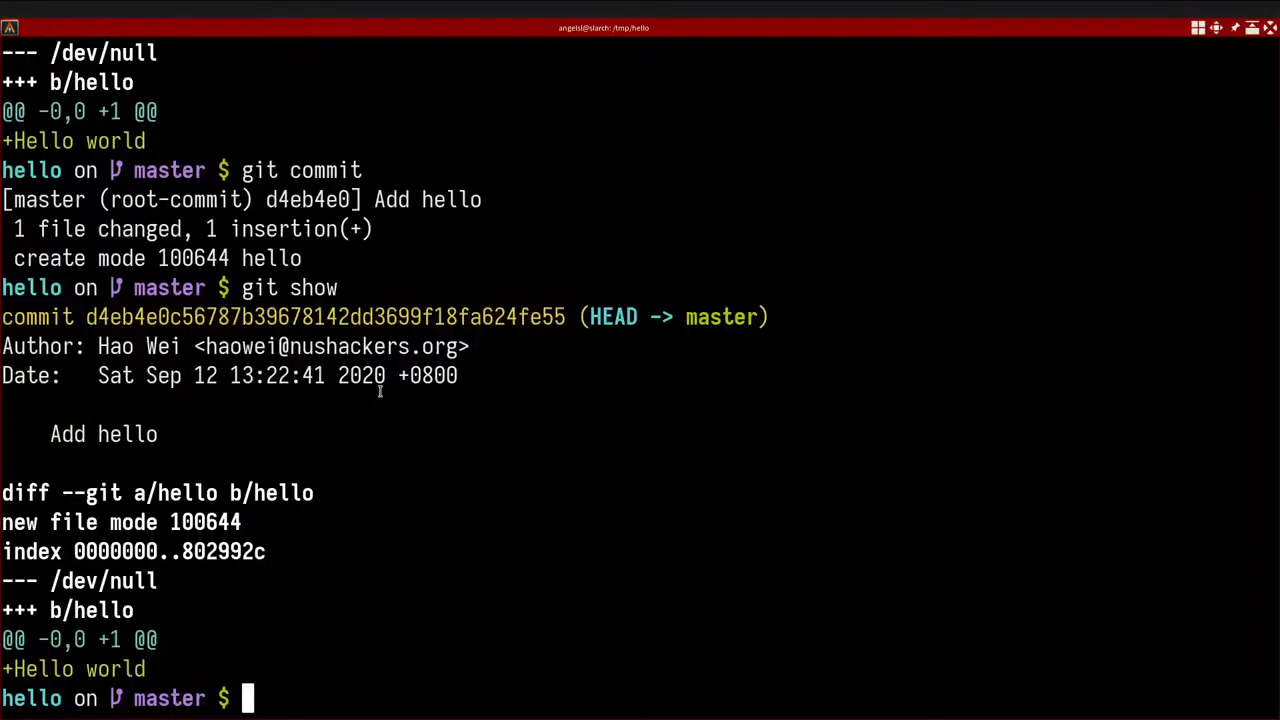 angelsl@slarch: /tmp/hello
--- /dev/null
+++ b/hello
@@ -0,0 +1 @@
+Hello world
hello on master $ git commit
[master (root-commit) d4eb4e0] Add hello
 1 file changed, 1 insertion(+)
 create mode 100644 hello
hello on master $ git show
commit d4eb4e0c56787b39678142dd3699f18fa624fe55 (HEAD -> master)
Author: Hao Wei <haowei@nushackers.org>
Date:   Sat Sep 12 13:22:41 2020 +0800
    Add hello
diff --git a/hello b/hello
new file mode 100644
index 0000000..802992c
--- /dev/null
+++ b/hello
@@ -0,0 +1 @@
+Hello world
hello on master $